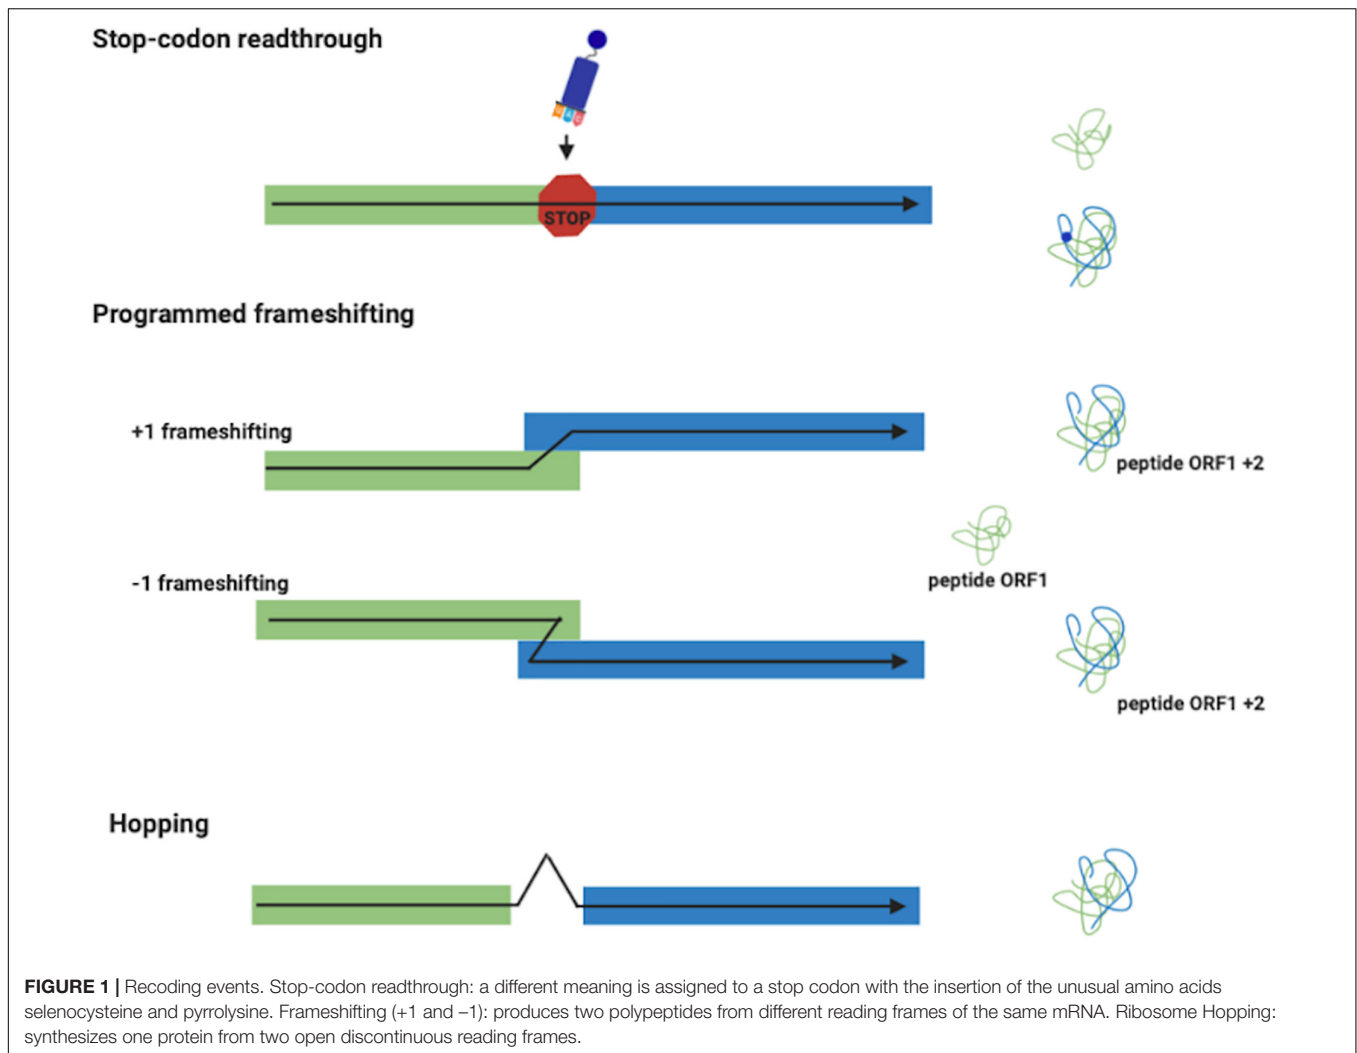 Stop-codon readthrough
STOP
Programmed frameshifting
+1 frameshifting
peptide ORF1 +2
peptide ORF1
-1 frameshifting
peptide ORF1 +2
Hopping
FIGURE 1 | Recoding events. Stop-codon readthrough: a different meaning is assigned to a stop codon with the insertion of the unusual amino acids
selenocysteine and pyrrolysine. Frameshifting (+1 and –1): produces two polypeptides from different reading frames of the same mRNA. Ribosome Hopping:
synthesizes one protein from two open discontinuous reading frames.